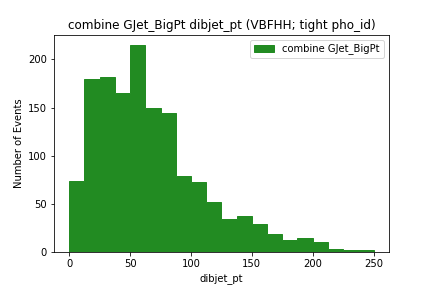 combine GJet_BigPt dibjet_pt (VBFHH; tight pho_id)
combine GJet_BigPt
Number of Events
200
150
100
50
0
0 50 100 150 200 250
dibjet_pt